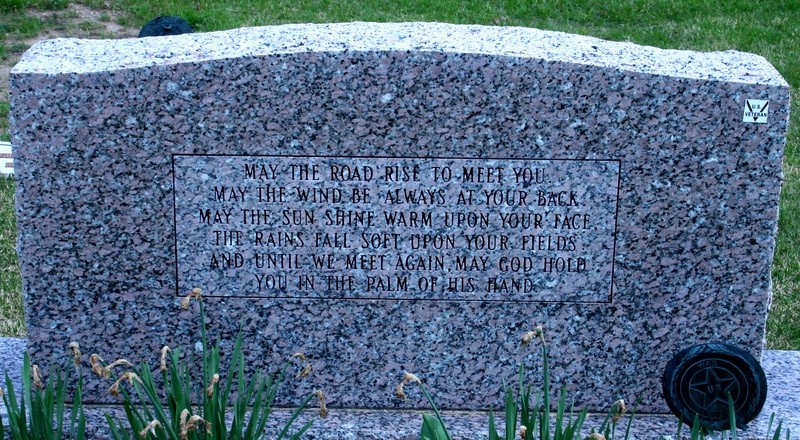 U.S.
VETERAN
MAY THE ROAD RISE TO MEET YOU.
MAY THE WIND BE ALWAYS AT YOUR BACK.
MAY THE SUN SHINE WARM UPON YOUR FACE
THE RAINS FALL SOFT UPON YOUR FIELDS
AND UNTIL WE MEET AGAIN, MAY GOD HOLD
YOU IN THE PALM OF HIS HAND.